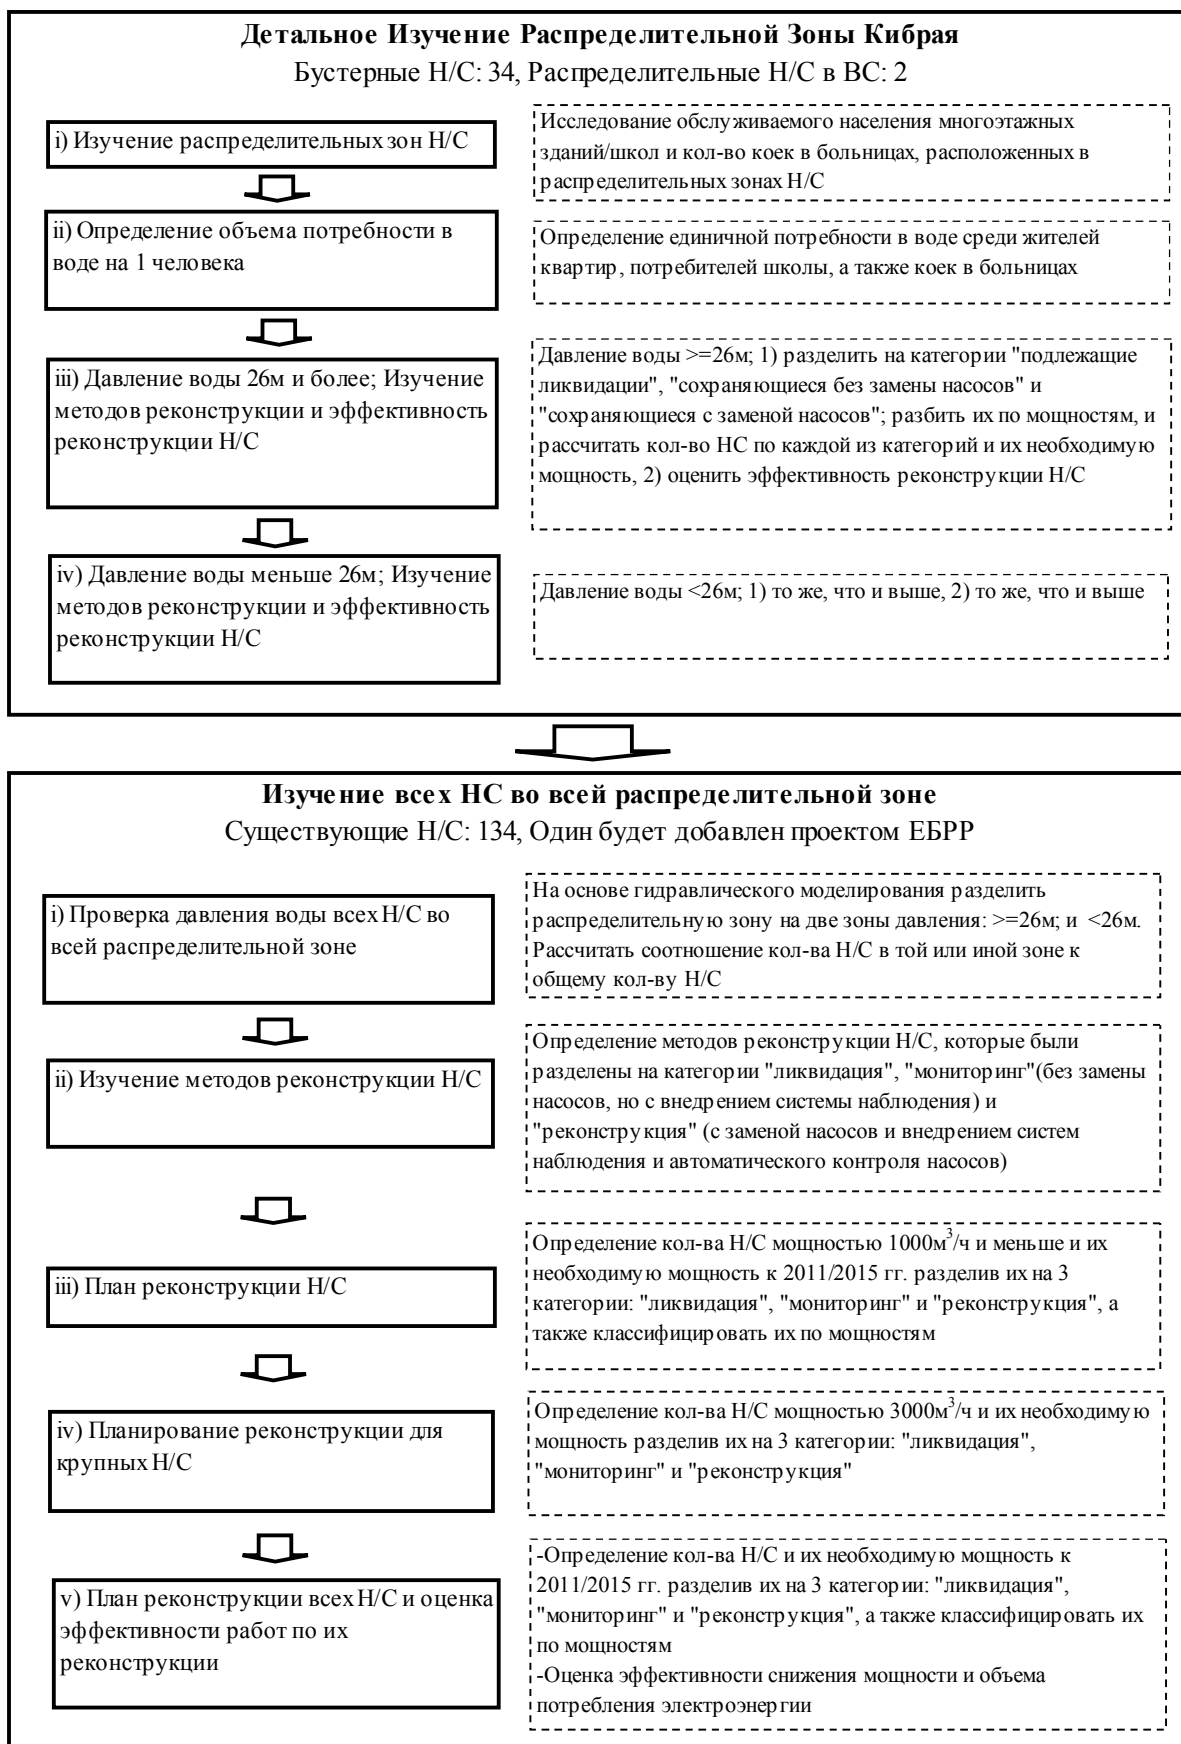 Детальное Изучение Распределительной Зоны Кибрая
Бустерные Н/С: 34, Распределительные Н/С в ВС: 2
i) Изучение распределительных зон Н/С
Исследование обслуживаемого населения многоэтажных
зданий/школ и кол-во коек в больницах, расположенных в
распределительных зонах Н/С
ii) Определение объема потребности в
воде на 1 человека
Определение единичной потребности в воде среди жителей
квартир, потребителей школы, а также коек в больницах
iii) Давление воды 26м и более; Изучение
методов реконструкции и эффективность
реконструкции Н/С
Давление воды >=26м; 1) разделить на категории "подлежащие
ликвидации", "сохраняющиеся без замены насосов" и
"сохраняющиеся с заменой насосов"; разбить их по мощностям, и
рассчитать кол-во НС по каждой из категорий и их необходимую
мощность, 2) оценить эффективность реконструкции Н/С
iv) Давление воды меньше 26м; Изучение
методов реконструкции и эффективность
реконструкции Н/С
Давление воды <26м; 1) то же, что и выше, 2) то же, что и выше
Изучение всех НС во всей распределительной зоне
Существующие Н/С: 134, Один будет добавлен проектом ЕБРР
i) Проверка давления воды всех Н/С во
всей распределительной зоне
На основе гидравлического моделирования разделить
распределительную зону на две зоны давления: >=26м; и <26м.
Рассчитать соотношение кол-ва Н/С в той или иной зоне к
общему кол-ву Н/С
ii) Изучение методов реконструкции Н/С
Определение методов реконструкции Н/С, которые были
разделены на категории "ликвидация", "мониторинг"(без замены
насосов, но с внедрением системы наблюдения) и
"реконструкция" (с заменой насосов и внедрением систем
наблюдения и автоматического контроля насосов)
iii) План реконструкции Н/С
Определение кол-ва Н/С мощностью 1000м³/ч и меньше и их
необходимую мощность к 2011/2015 гг. разделив их на 3
категории: "ликвидация", "мониторинг" и "реконструкция", а
также классифицировать их по мощностям
iv) Планирование реконструкции для
крупных Н/С
Определение кол-ва Н/С мощностью 3000м³/ч и их необходимую
мощность разделив их на 3 категории: "ликвидация",
"мониторинг" и "реконструкция"
v) План реконструкции всех Н/С и оценка
эффективности работ по их
реконструкции
-Определение кол-ва Н/С и их необходимую мощность к
2011/2015 гг. разделив их на 3 категории: "ликвидация",
"мониторинг" и "реконструкция", а также классифицировать их
по мощностям
-Оценка эффективности снижения мощности и объема
потребления электроэнергии